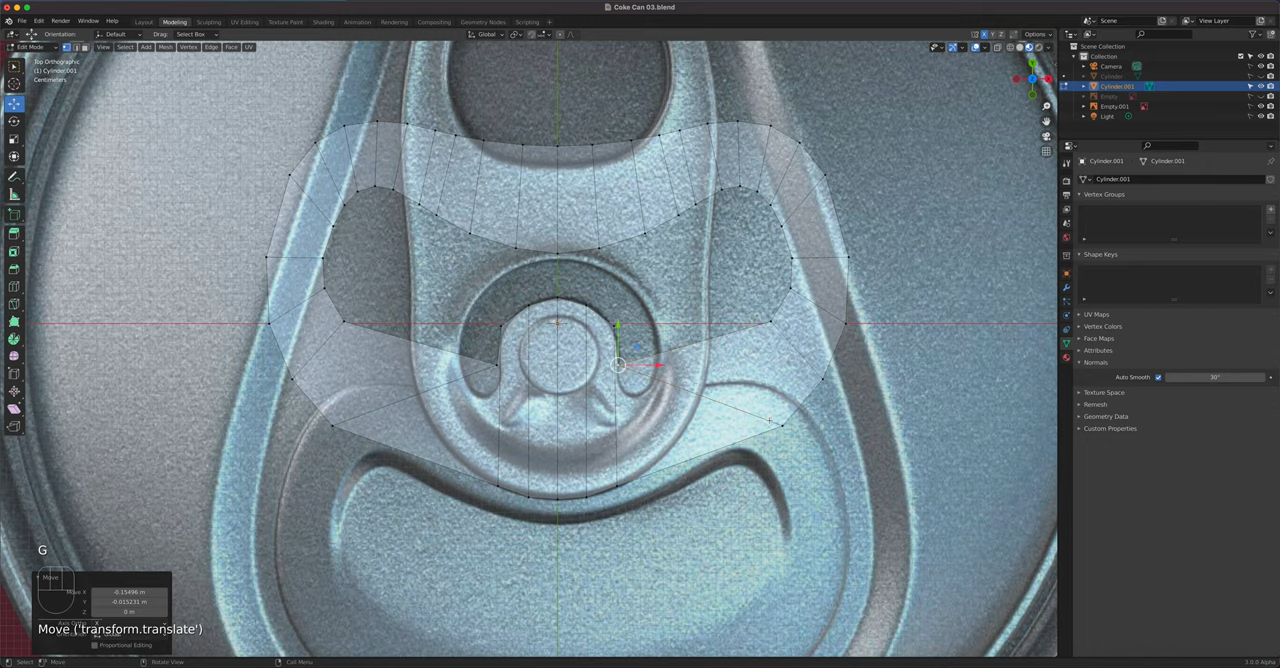 Coke Can 03.blend
File Edit Render Window Help Layout Modeling Sculpting UV Editing Texture Paint Shading Animation Rendering Compositing Geometry Nodes Scripting + Scene View Layer
Orientation: Default Drag: Select Box Global Options
Edit Mode View Select Add Mesh Vertex Edge Face UV
Top Orthographic
(1) Cylinder.001
Centimeters
X Y Z
Scene Collection
Collection
Camera
Cylinder
Cylinder.001
Empty
Empty.001
Light
Cylinder.001 Cylinder.001
Cylinder.001
Vertex Groups
Shape Keys
UV Maps
Vertex Colors
Face Maps
Attributes
Normals
Auto Smooth 30°
Texture Space
Remesh
Geometry Data
Custom Properties
G
Move
Move X -0.15496 m
Y -0.015231 m
Z 0 m
Move ('transform.translate')
Proportional Editing
Select Move Rotate View Call Menu 3.0.0 Alpha